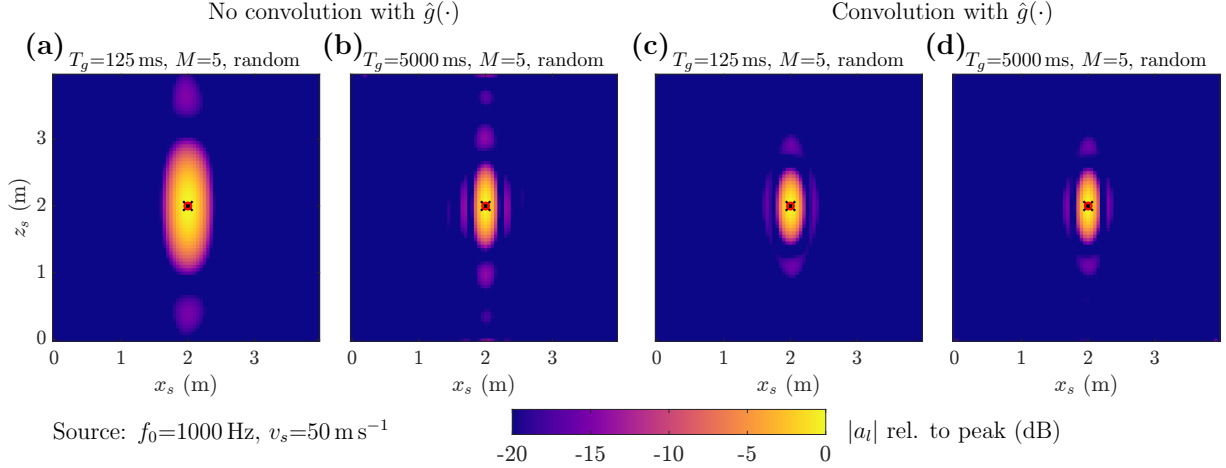 No convolution with ĝ(·)
Convolution with ĝ(·)
(a) (b) (c) (d)
T_g=125 ms, M=5, random
T_g=5000 ms, M=5, random
T_g=125 ms, M=5, random
T_g=5000 ms, M=5, random
z_s (m)
3
2
1
0
0 1 2 3
0 1 2 3
0 1 2 3
0 1 2 3
x_s (m)
x_s (m)
x_s (m)
x_s (m)
Source: f_0=1000 Hz, v_s=50 m s⁻¹
|a_l| rel. to peak (dB)
-20 -15 -10 -5 0